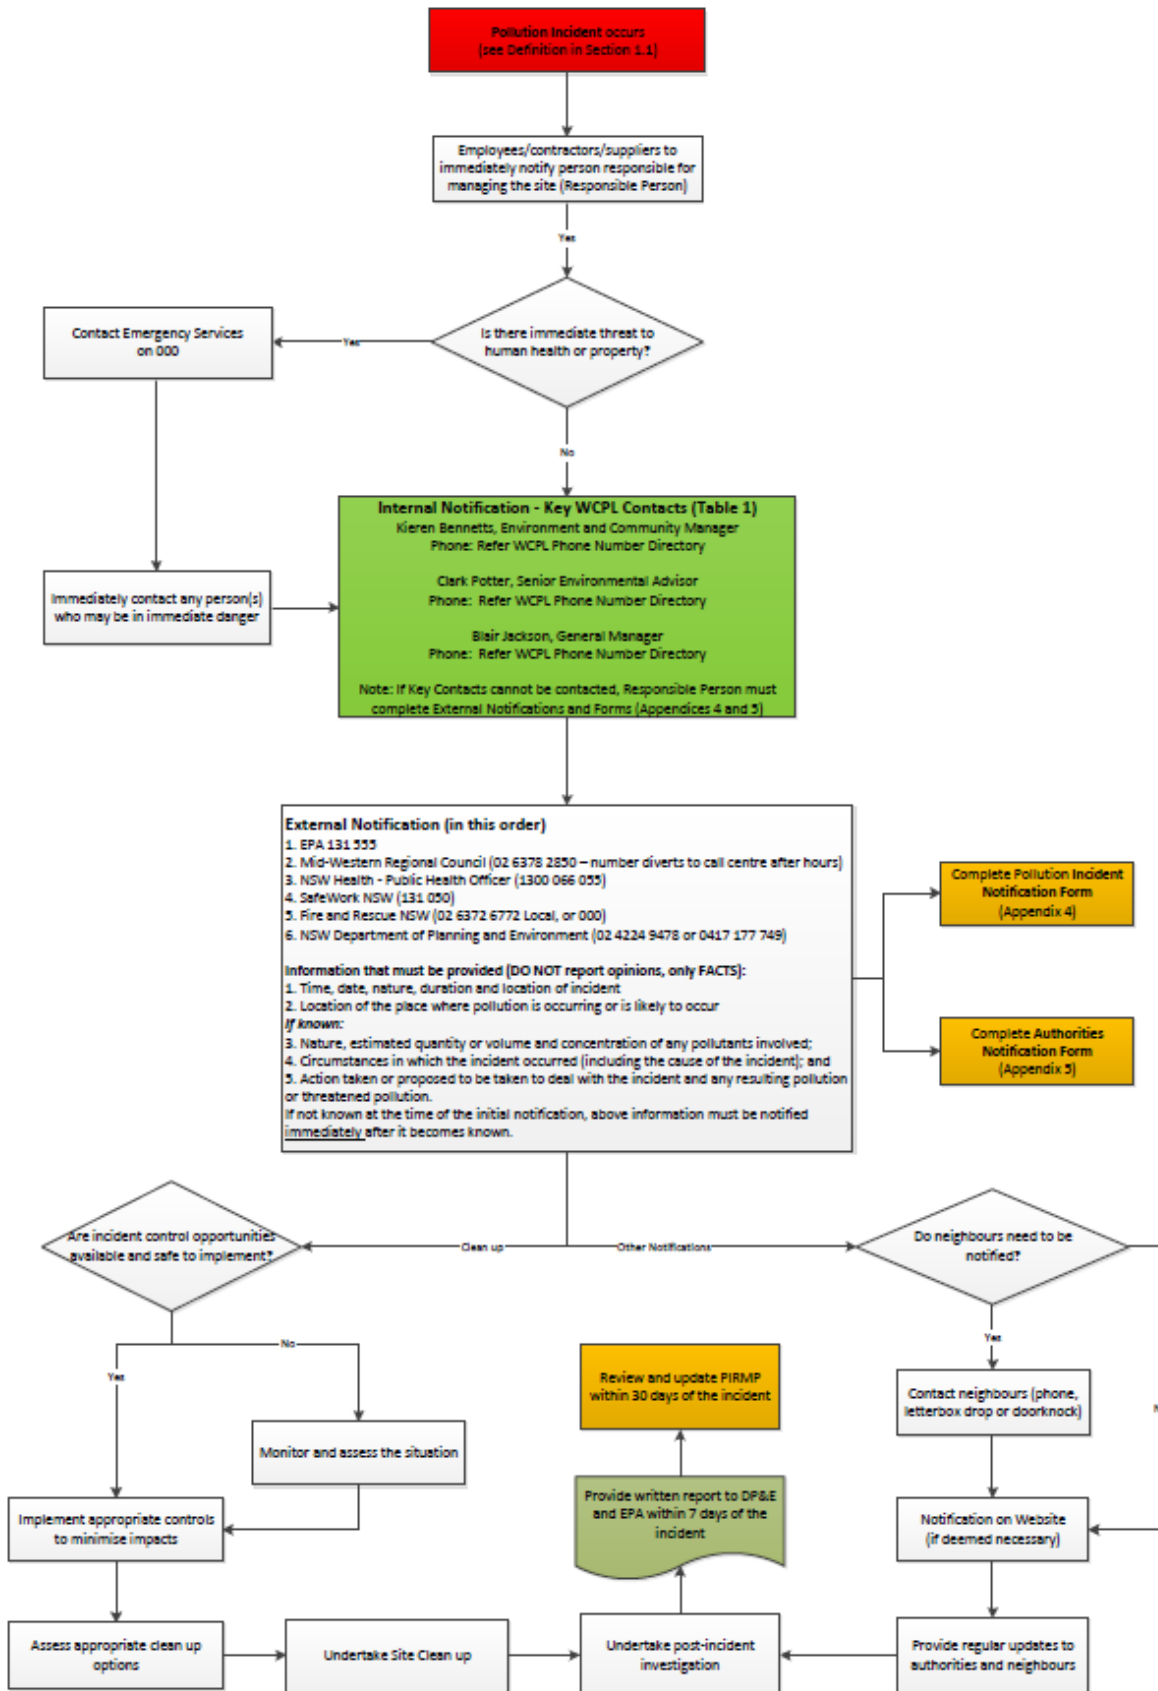 Pollution Incident occurs
(see Definition in Section 1.1)
Employees/contractors/suppliers to
immediately notify person responsible for
managing the site (Responsible Person)
Yes
Is there immediate threat to
human health or property?
Yes
Contact Emergency Services
on 000
No
Immediately contact any person(s)
who may be in immediate danger
Internal Notification - Key WCPL Contacts (Table 1)
Kieren Bennetts, Environment and Community Manager
Phone: Refer WCPL Phone Number Directory
Clark Potter, Senior Environmental Advisor
Phone: Refer WCPL Phone Number Directory
Blair Jackson, General Manager
Phone: Refer WCPL Phone Number Directory
Note: If Key Contacts cannot be contacted, Responsible Person must
complete External Notifications and Forms (Appendices 4 and 5)
External Notification (in this order)
1. EPA 131 555
2. Mid-Western Regional Council (02 6378 2850 – number diverts to call centre after hours)
3. NSW Health - Public Health Officer (1300 066 055)
4. SafeWork NSW (131 050)
5. Fire and Rescue NSW (02 6372 6772 Local, or 000)
6. NSW Department of Planning and Environment (02 4224 9478 or 0417 177 749)
Information that must be provided (DO NOT report opinions, only FACTS):
1. Time, date, nature, duration and location of incident
2. Location of the place where pollution is occurring or is likely to occur
If known:
3. Nature, estimated quantity or volume and concentration of any pollutants involved;
4. Circumstances in which the incident occurred (including the cause of the incident); and
5. Action taken or proposed to be taken to deal with the incident and any resulting pollution
or threatened pollution.
If not known at the time of the initial notification, above information must be notified
immediately after it becomes known.
Complete Pollution Incident
Notification Form
(Appendix 4)
Complete Authorities
Notification Form
(Appendix 5)
Are incident control opportunities
available and safe to implement?
Clean up
Other Notifications
Do neighbours need to be
notified?
Yes
No
Yes
N
Review and update PIRMP
within 30 days of the incident
Contact neighbours (phone,
letterbox drop or doorknock)
Monitor and assess the situation
Provide written report to DP&E
and EPA within 7 days of the
incident
Implement appropriate controls
to minimise impacts
Notification on Website
(if deemed necessary)
Assess appropriate clean up
options
Undertake Site Clean up
Undertake post-incident
investigation
Provide regular updates to
authorities and neighbours